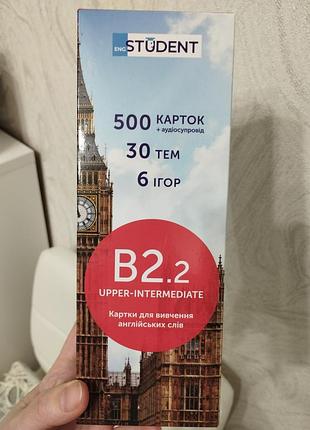 ENG STUDENT
500 КАРТОК
+ аудіосупровід
30 ТЕМ
6 ІГОР
B2.2
UPPER-INTERMEDIATE
Картки для вивчення
англійських слів